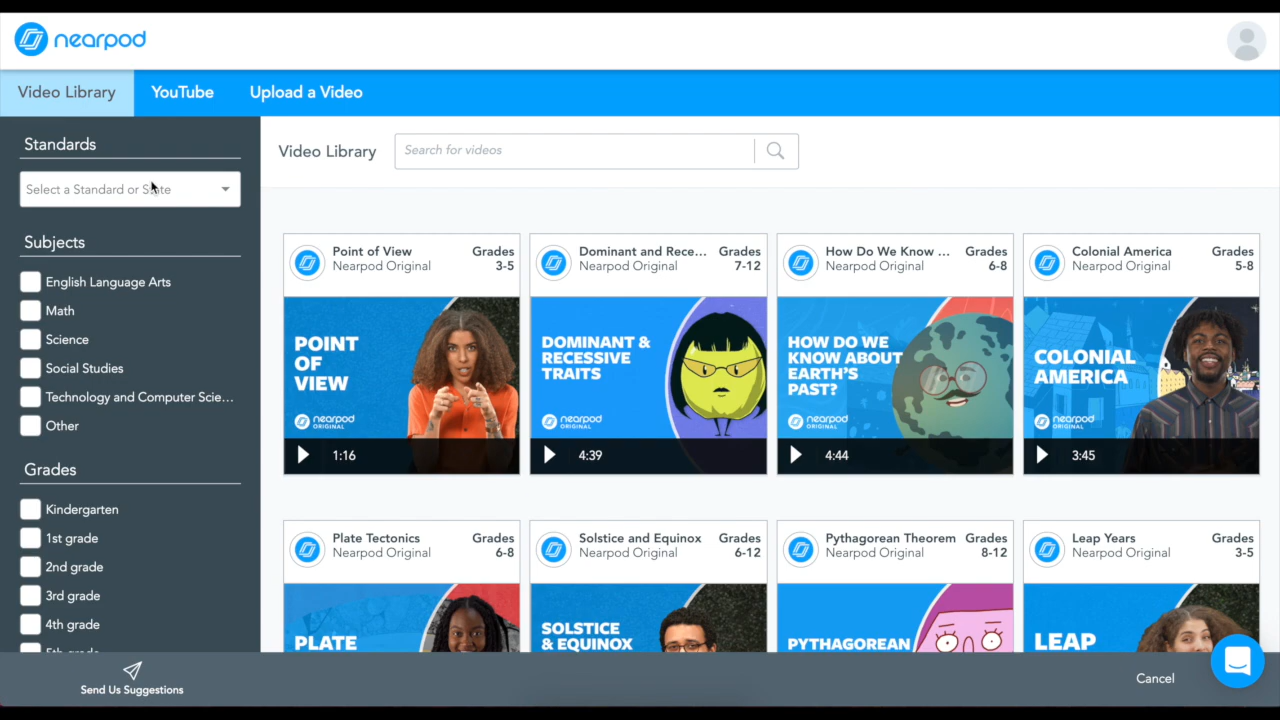 nearpod
Video Library
YouTube
Upload a Video
Standards
Select a Standard or State
Subjects
English Language Arts
Math
Science
Social Studies
Technology and Computer Scie...
Other
Grades
Kindergarten
1st grade
2nd grade
3rd grade
4th grade
5th grade
Send Us Suggestions
Video Library
Search for videos
Point of View
Nearpod Original
Grades
3-5
POINT
OF
VIEW
nearpod
ORIGINAL
1:16
Dominant and Rece...
Nearpod Original
Grades
7-12
DOMINANT &
RECESSIVE
TRAITS
nearpod
ORIGINAL
4:39
How Do We Know ...
Nearpod Original
Grades
6-8
HOW DO WE
KNOW ABOUT
EARTH'S
PAST?
nearpod
ORIGINAL
4:44
Colonial America
Nearpod Original
Grades
5-8
COLONIAL
AMERICA
nearpod
ORIGINAL
3:45
Plate Tectonics
Nearpod Original
Grades
6-8
PLATE
Solstice and Equinox
Nearpod Original
Grades
6-12
SOLSTICE
& EQUINOX
Pythagorean Theorem
Nearpod Original
Grades
8-12
PYTHAGOREAN
Leap Years
Nearpod Original
Grades
3-5
LEAP
Cancel